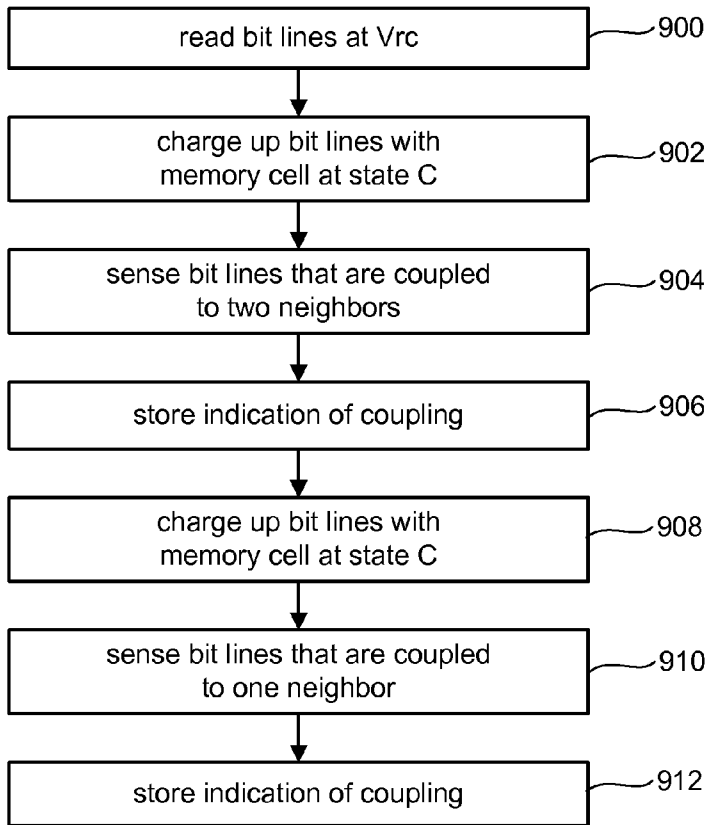 read bit lines at Vrc
900
charge up bit lines with
memory cell at state C
902
sense bit lines that are coupled
to two neighbors
904
store indication of coupling
906
charge up bit lines with
memory cell at state C
908
sense bit lines that are coupled
to one neighbor
910
store indication of coupling
912